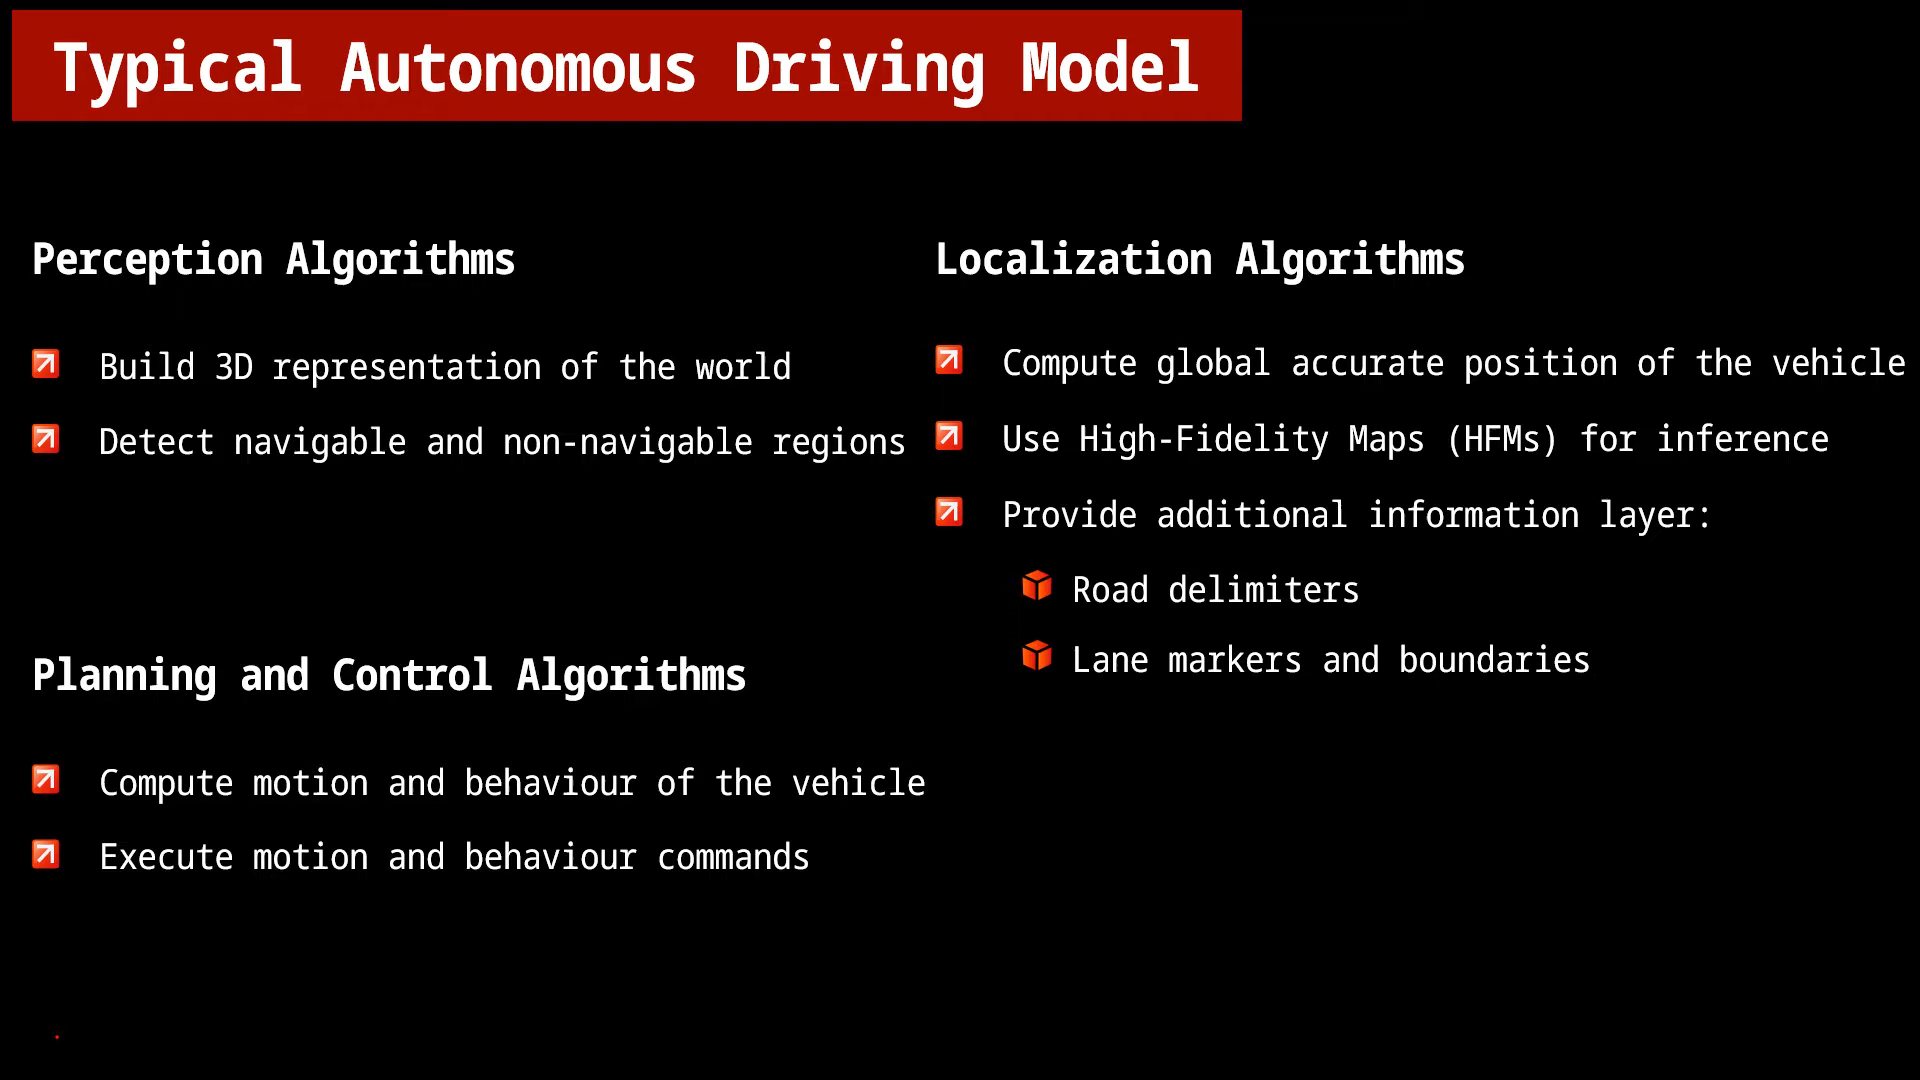 Typical Autonomous Driving Model
Perception Algorithms
Build 3D representation of the world
Detect navigable and non-navigable regions
Planning and Control Algorithms
Compute motion and behaviour of the vehicle
Execute motion and behaviour commands
Localization Algorithms
Compute global accurate position of the vehicle
Use High-Fidelity Maps (HFMs) for inference
Provide additional information layer:
Road delimiters
Lane markers and boundaries